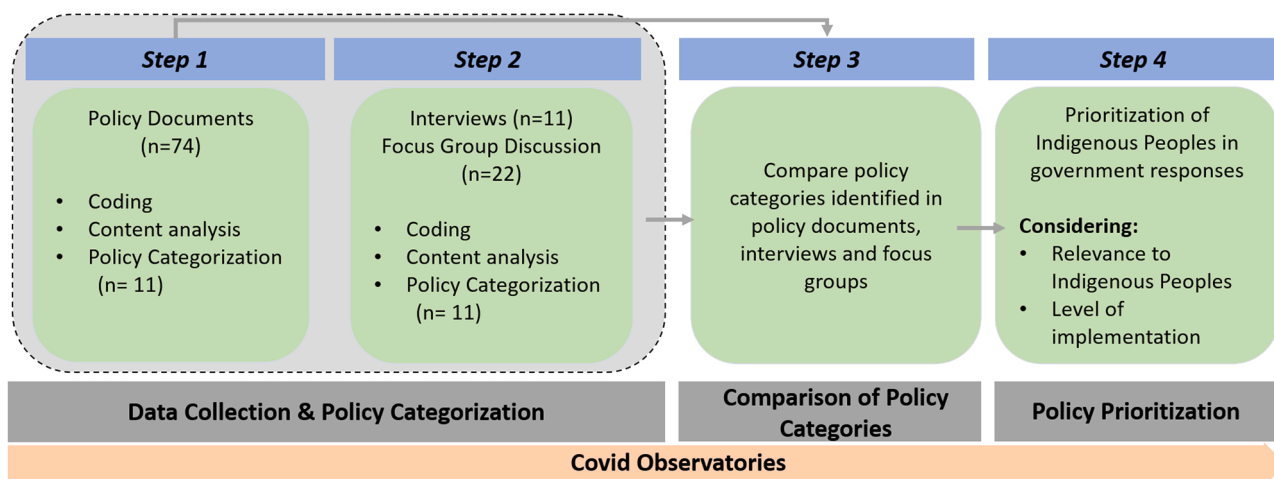 Step 1
Policy Documents
(n=74)
• Coding
• Content analysis
• Policy Categorization
(n= 11)
Step 2
Interviews (n=11)
Focus Group Discussion
(n=22)
• Coding
• Content analysis
• Policy Categorization
(n= 11)
Step 3
Compare policy
categories identified in
policy documents,
interviews and focus
groups
Step 4
Prioritization of
Indigenous Peoples in
government responses
Considering:
• Relevance to
Indigenous Peoples
• Level of
implementation
Data Collection & Policy Categorization
Comparison of Policy
Categories
Policy Prioritization
Covid Observatories